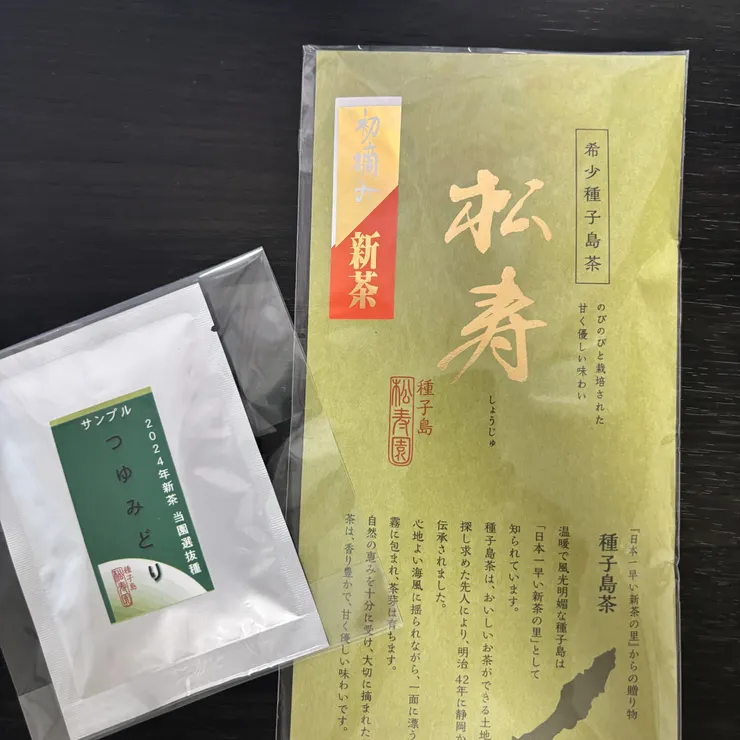 初摘み
新茶
希少種子島茶
松寿
しょうじゅ
のびのびと栽培された
甘く優しい味わい
種子島
松寿園
『日本一早い新茶の里』からの贈り物
種子島茶
温暖で風光明媚な種子島は
「日本一早い新茶の里」として
知られています。
種子島茶は、おいしいお茶ができる土地
探し求めた先人により、明治42年に静岡か
伝承されました。
心地よい海風に揺られながら、一面に漂う
霧に包まれ、茶芽は育ちます。
自然の恵みを十分に受け、大切に摘まれた
茶は、香り豊かで、甘く優しい味わいです。
サンプル
2024年新茶 当園選抜種
つゆみどり
種子島
松寿園